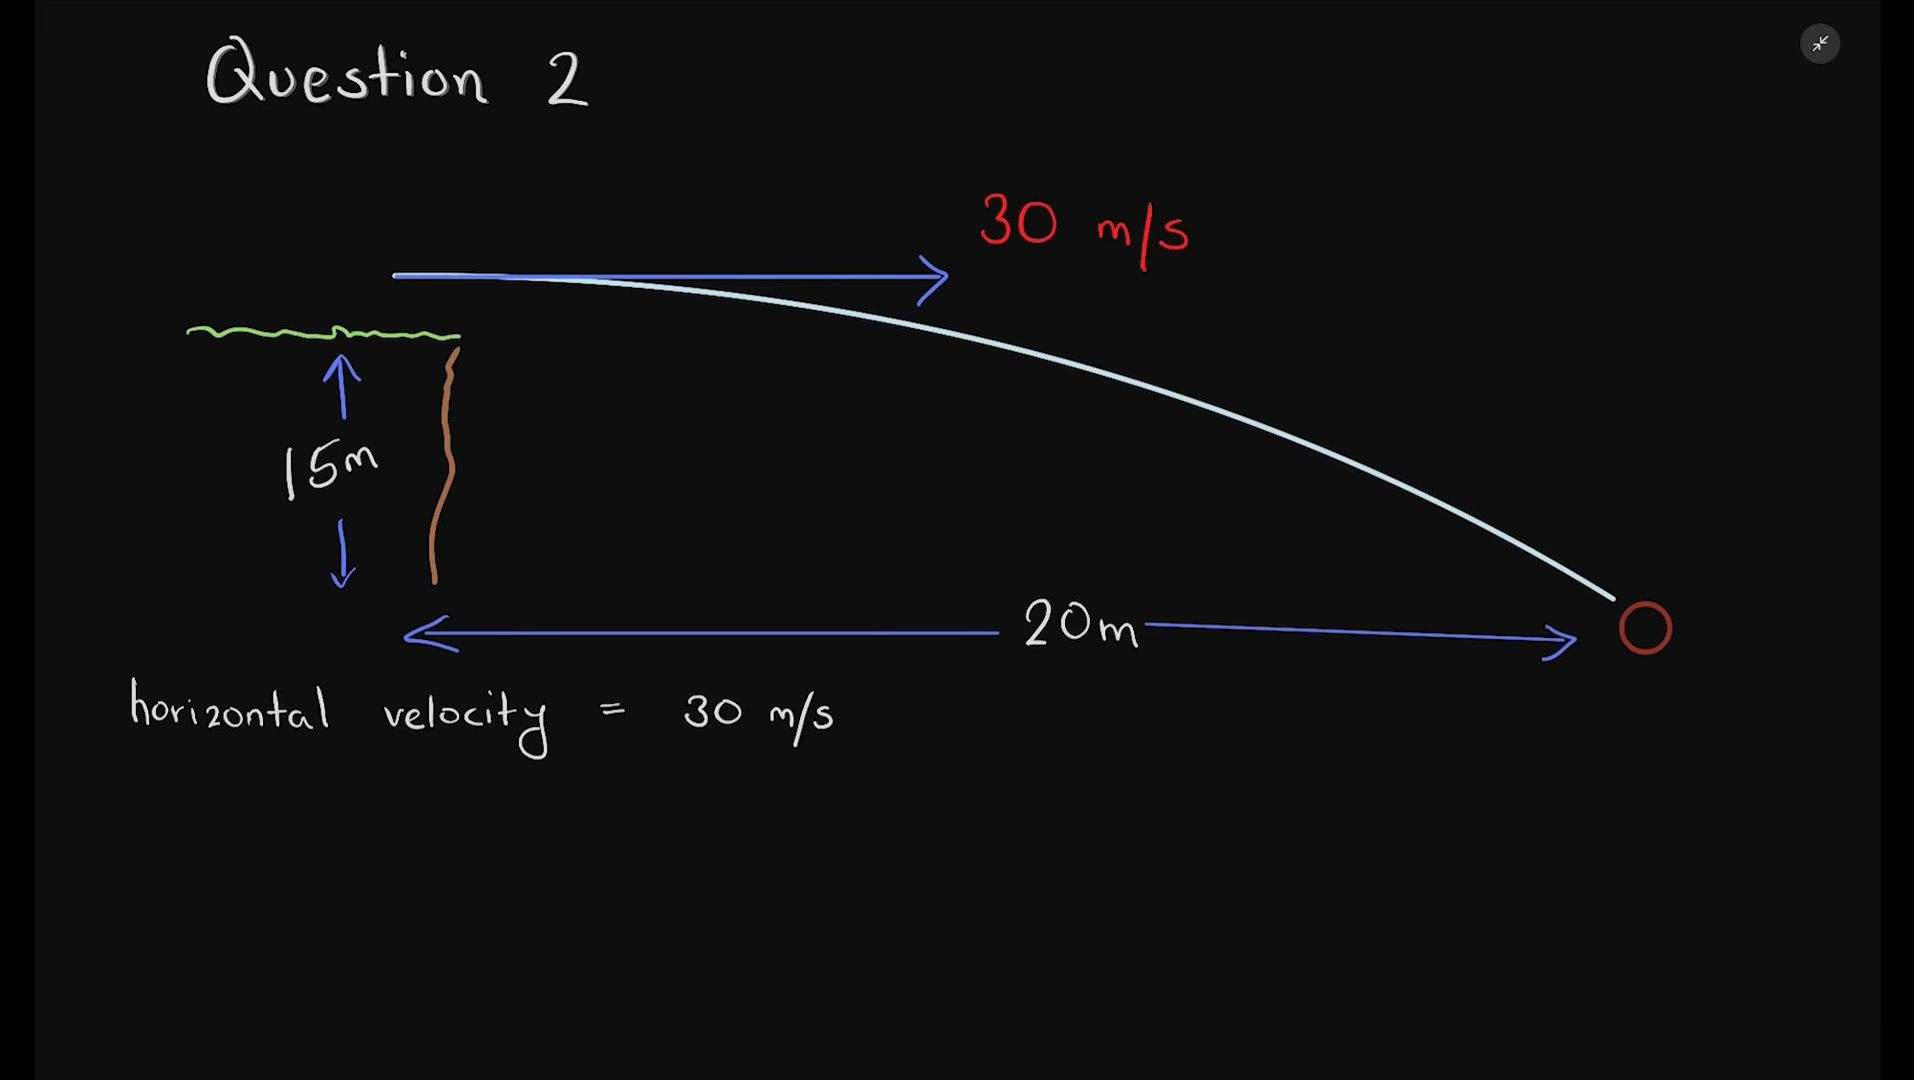 Question 2
30 m/s
15m
20m
horizontal velocity = 30 m/s